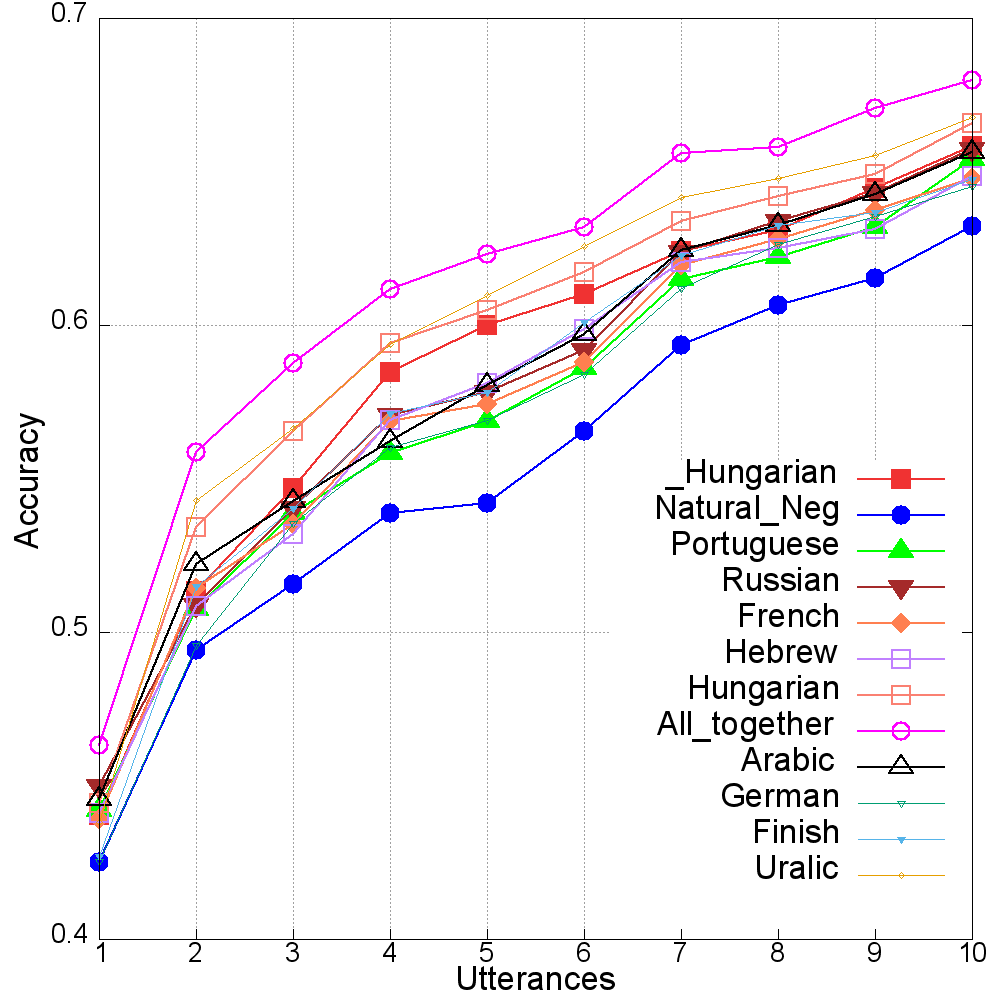 0.7
0.6
0.5
0.4
Accuracy
_Hungarian
Natural_Neg
Portuguese
Russian
French
Hebrew
Hungarian
All_together
Arabic
German
Finish
Uralic
1 2 3 4 5 6 7 8 9 10
Utterances